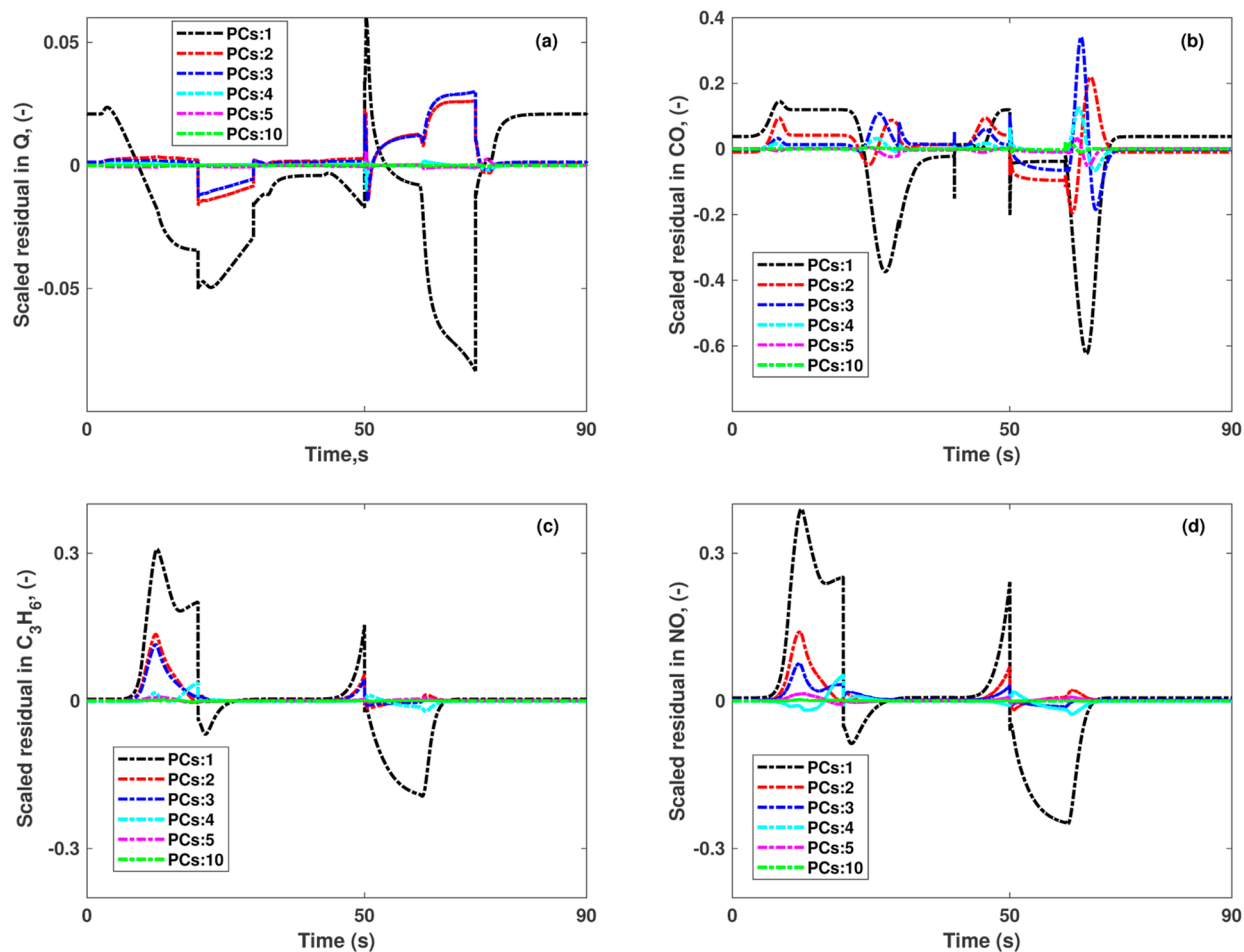 0.05
0
-0.05
0
50
90
Time,s
Scaled residual in Q, (-)
(a)
PCs:1
PCs:2
PCs:3
PCs:4
PCs:5
PCs:10
0.4
0.2
0
-0.2
-0.4
-0.6
0
50
90
Time (s)
Scaled residual in CO, (-)
(b)
PCs:1
PCs:2
PCs:3
PCs:4
PCs:5
PCs:10
0.3
0
-0.3
0
50
90
Time (s)
Scaled residual in C3H6, (-)
(c)
PCs:1
PCs:2
PCs:3
PCs:4
PCs:5
PCs:10
0.3
0
-0.3
0
50
90
Time (s)
Scaled residual in NO, (-)
(d)
PCs:1
PCs:2
PCs:3
PCs:4
PCs:5
PCs:10